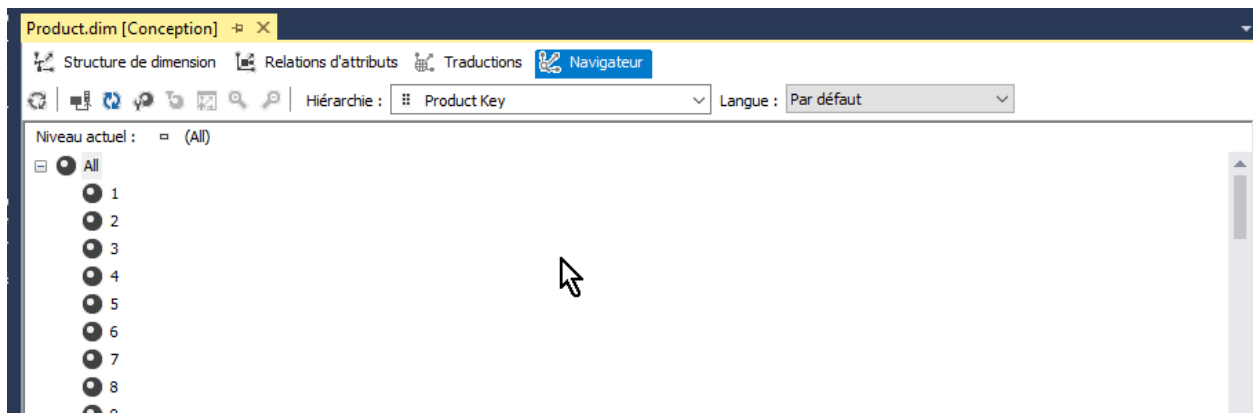 Product.dim [Conception]
Structure de dimension Relations d'attributs Traductions Navigateur
Hiérarchie : Product Key Langue : Par défaut
Niveau actuel : (All)
All
1
2
3
4
5
6
7
8